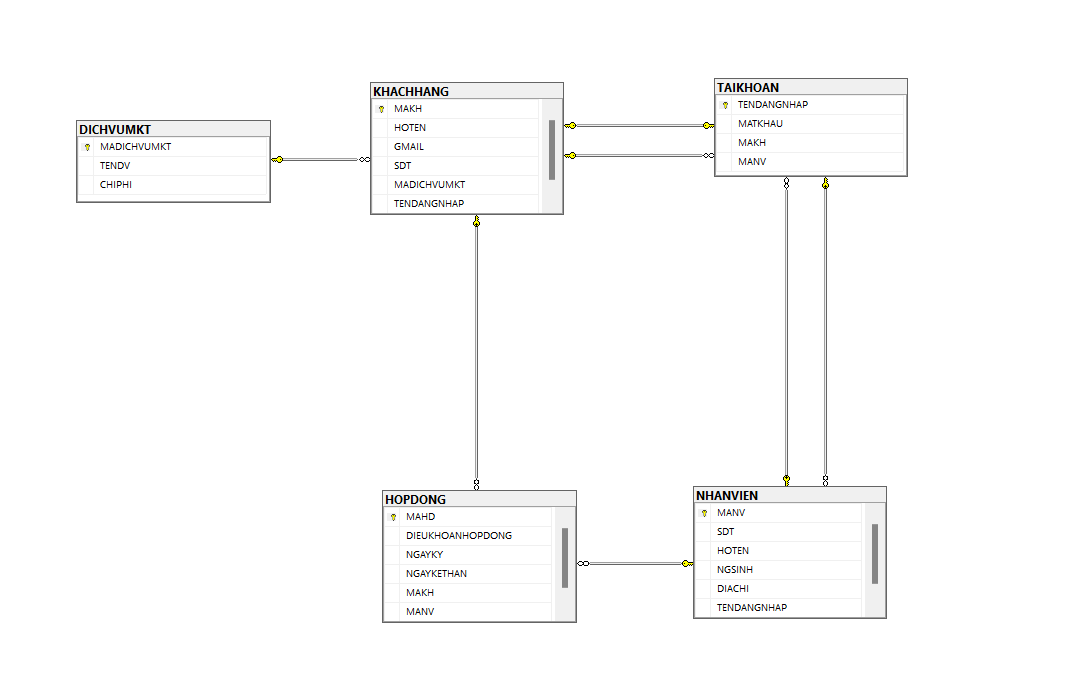 DICHVUMKT
MADICHVUMKT
TENDV
CHIPHI
KHACHHANG
MAKH
HOTEN
GMAIL
SDT
MADICHVUMKT
TENDANGNHAP
TAIKHOAN
TENDANGNHAP
MATKHAU
MAKH
MANV
HOPDONG
MAHD
DIEUKHOANHOPDONG
NGAYKY
NGAYKETHAN
MAKH
MANV
NHANVIEN
MANV
SDT
HOTEN
NGSINH
DIACHI
TENDANGNHAP